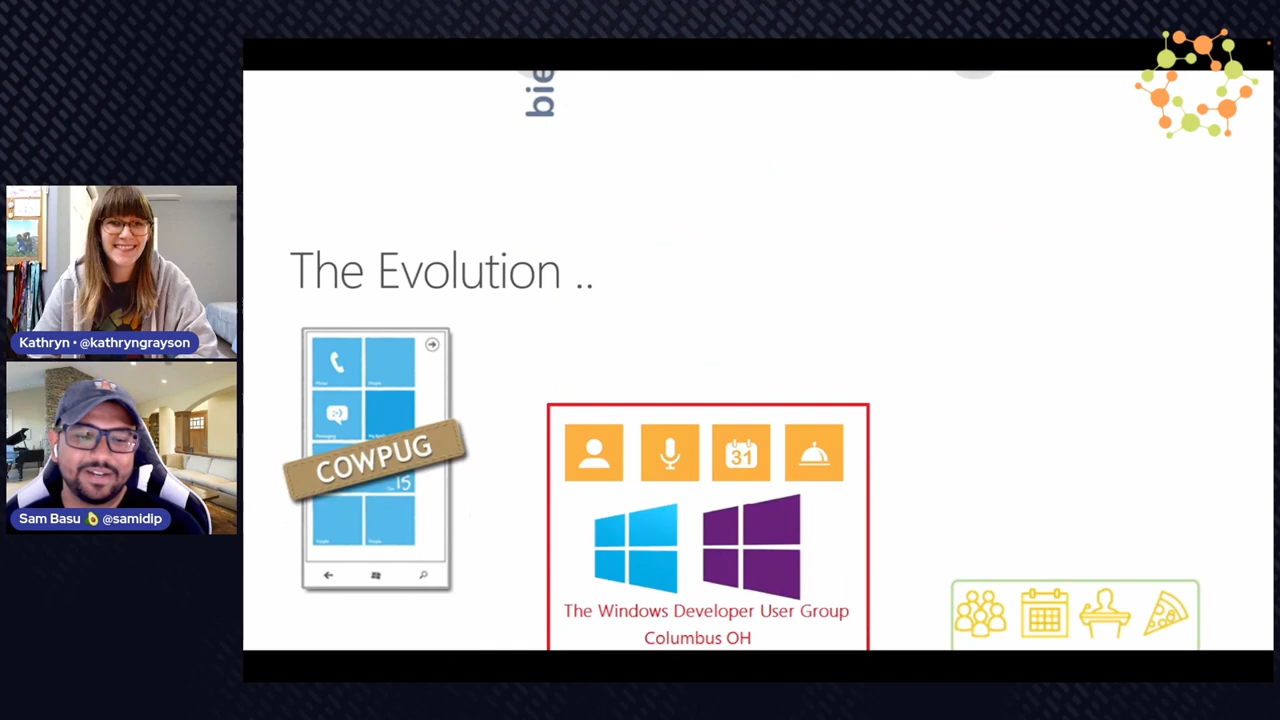 bie
The Evolution ..
COWPUG
15
31
The Windows Developer User Group
Columbus OH
Kathryn • @kathryngrayson
Sam Basu 🥑 @samidip